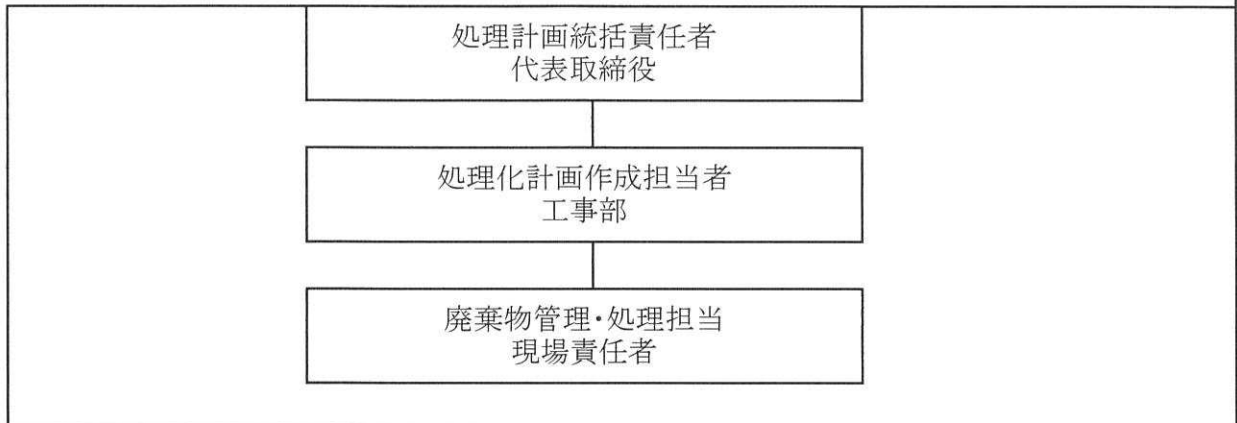 処理計画統括責任者
代表取締役
処理化計画作成担当者
工事部
廃棄物管理・処理担当
現場責任者